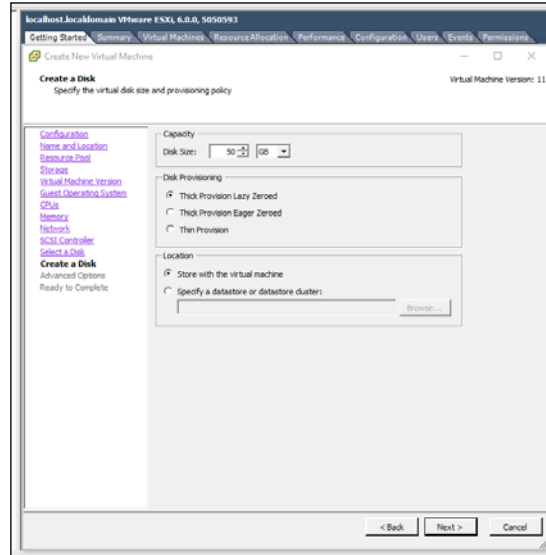 localhost.localdomain VMware ESXi, 6.0.0, 5050593
Getting Started Summary Virtual Machines Resource Allocation Performance Configuration Users Events Permissions
Create New Virtual Machine
Create a Disk
Specify the virtual disk size and provisioning policy
Virtual Machine Version: 11
Configuration
Name and Location
Resource Pool
Storage
Virtual Machine Version
Guest Operating System
CPUs
Memory
Network
SCSI Controller
Select a Disk
Create a Disk
Advanced Options
Ready to Complete
Capacity
Disk Size: 50 GB
Disk Provisioning
Thick Provision Lazy Zeroed
Thick Provision Eager Zeroed
Thin Provision
Location
Store with the virtual machine
Specify a datastore or datastore cluster:
Browse...
< Back Next > Cancel